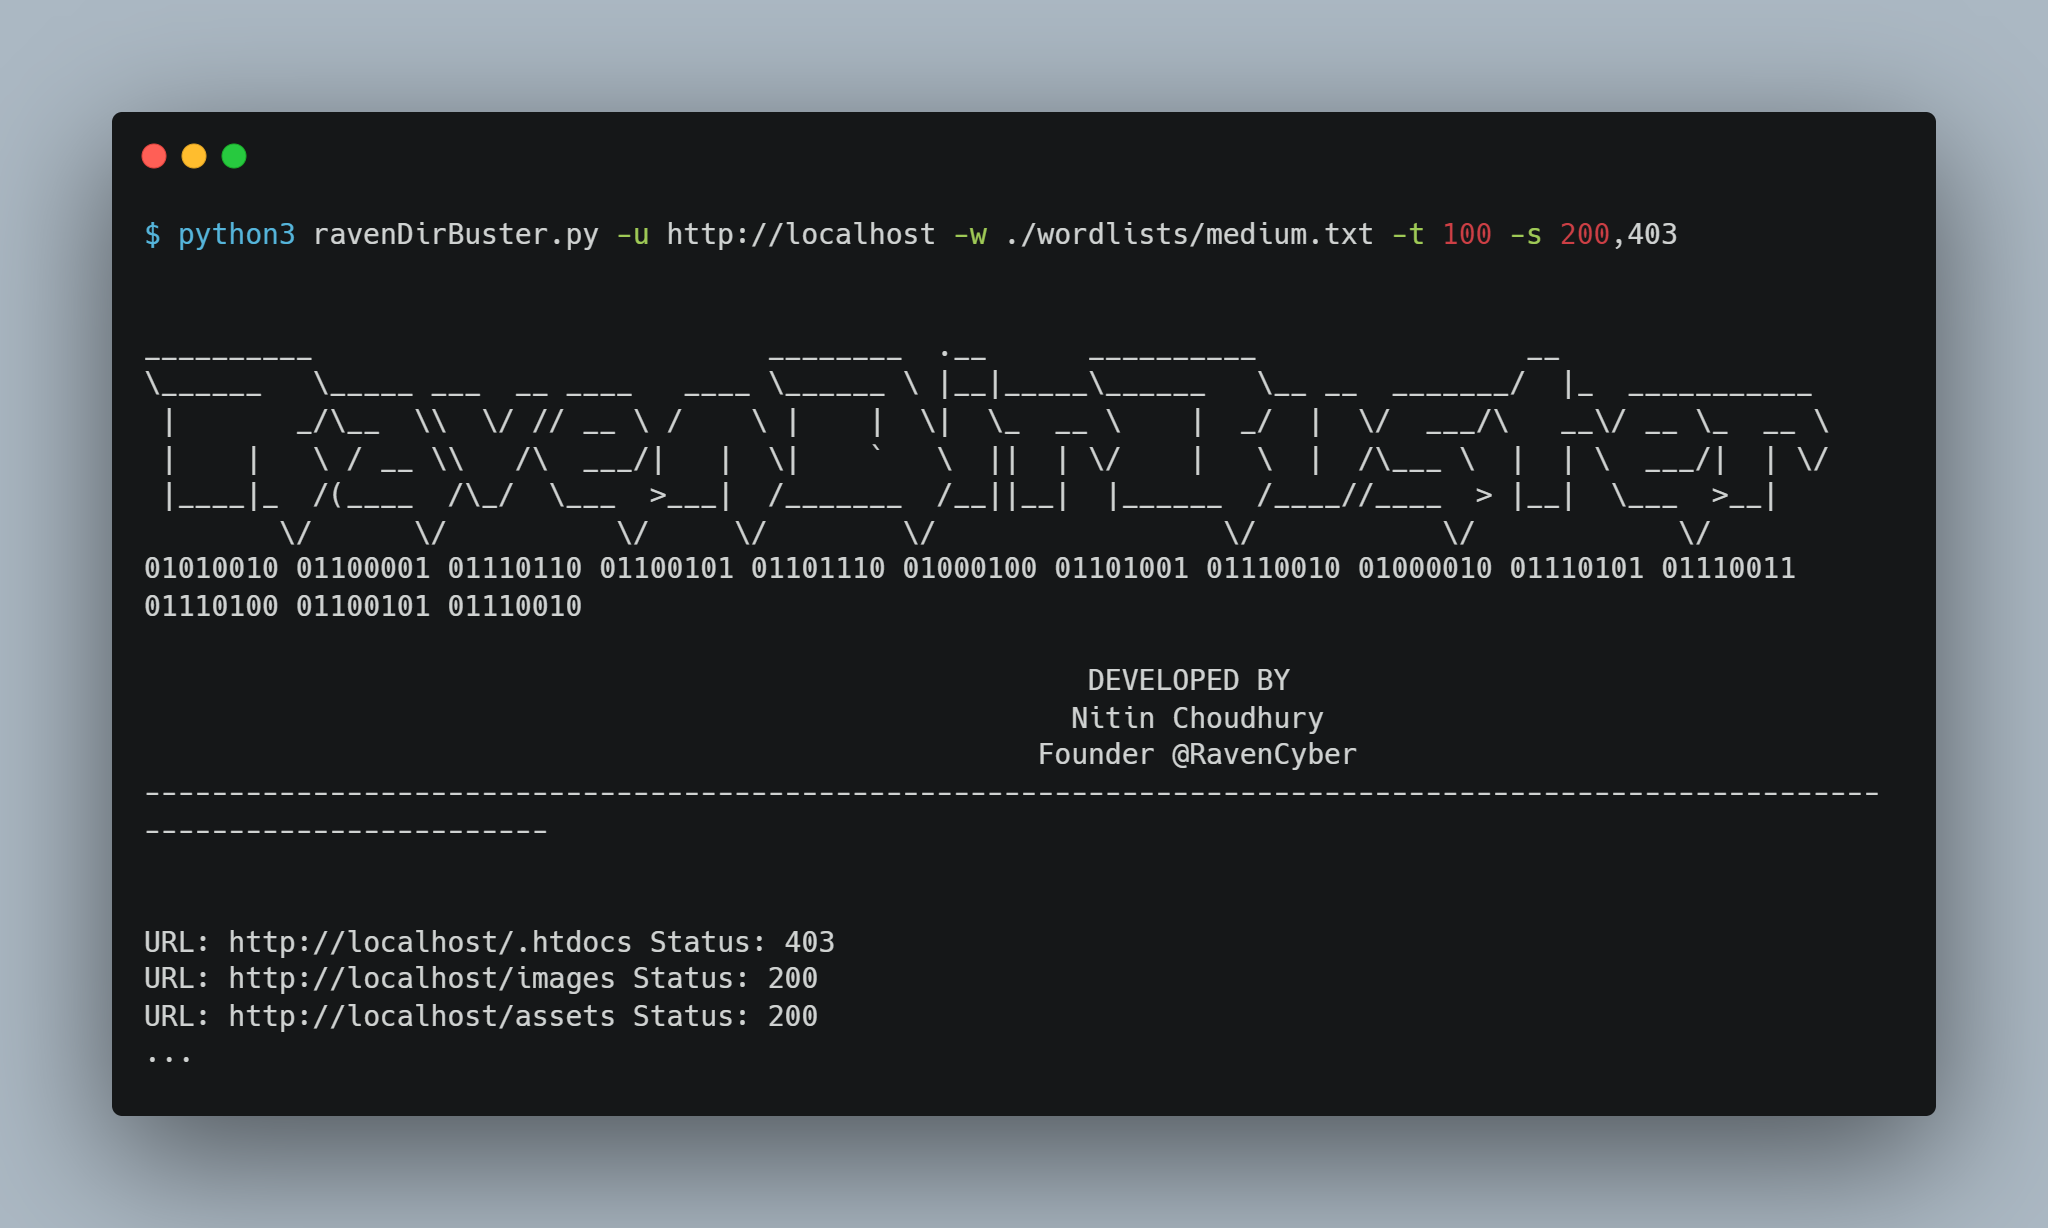 $ python3 ravenDirBuster.py -u http://localhost -w ./wordlists/medium.txt -t 100 -s 200,403
__________                           ________  .__      __________                __
\______   \_____ ___  __ ____   ____ \______ \ |__|_____\______   \__ __  _______/  |_  ___________
 |       _/\__  \\  \/ // __ \ /    \ |    |  \|  \_  __ \    |  _/  |  \/  ___/\   __\/ __ \_  __ \
 |    |   \ / __ \\   /\  ___/|   |  \|    `   \  ||  | \/    |   \  |  /\___ \  |  | \  ___/|  | \/
 |____|_  /(____  /\_/  \___  >___|  /_______  /__||__|  |______  /____//____  > |__|  \___  >__|
        \/      \/          \/     \/        \/                 \/           \/            \/
01010010 01100001 01110110 01100101 01101110 01000100 01101001 01110010 01000010 01110101 01110011
01110100 01100101 01110010
DEVELOPED BY
Nitin Choudhury
Founder @RavenCyber
-------------------------------------------------------------------------------------------------------
------------------------
URL: http://localhost/.htdocs Status: 403
URL: http://localhost/images Status: 200
URL: http://localhost/assets Status: 200
...